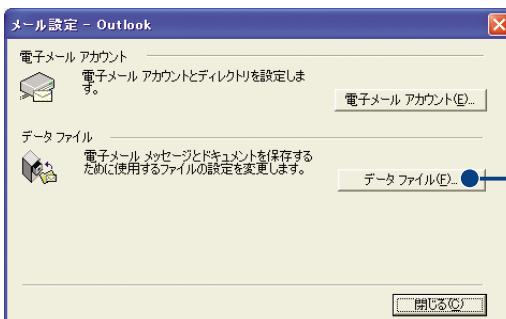 メール設定 - Outlook
電子メール アカウント
電子メール アカウントとディレクトリを設定しま
す。
電子メール アカウント(E)...
データ ファイル
電子メール メッセージとドキュメントを保存する
ために使用するファイルの設定を変更します。
データ ファイル(F)...
閉じる(C)